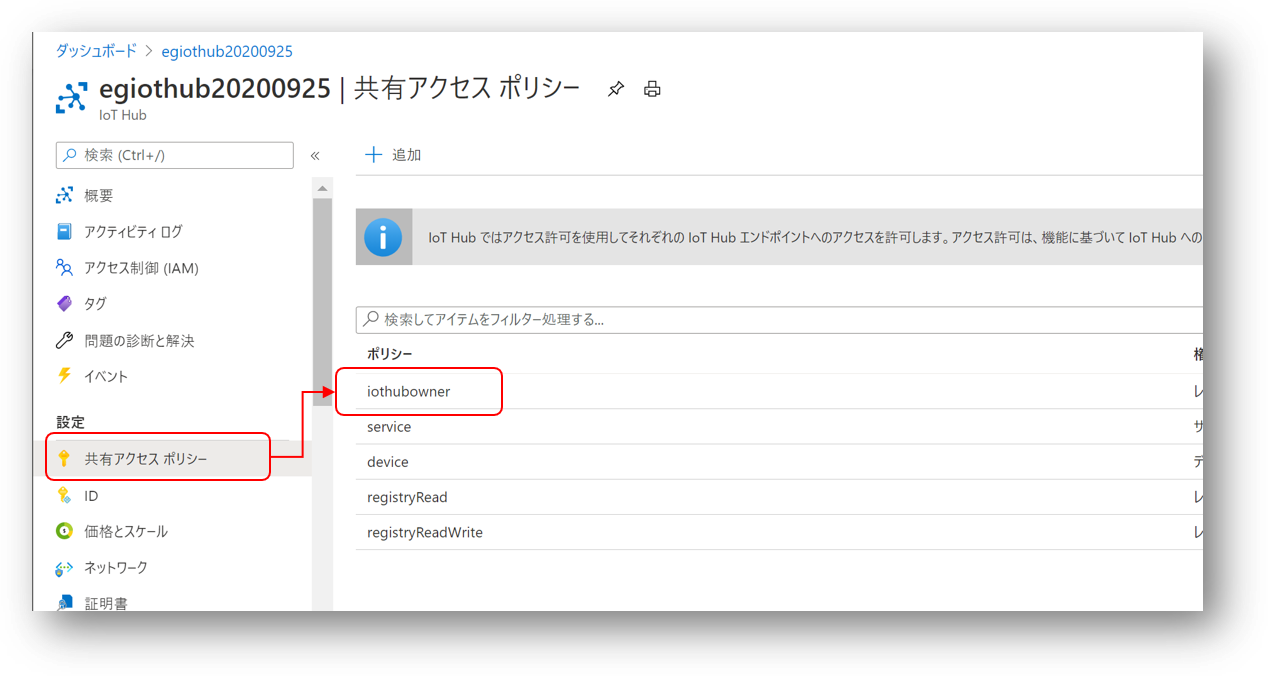 ダッシュボード > egiothub20200925
egiothub20200925 | 共有アクセス ポリシー
IoT Hub
検索 (Ctrl+/)
«
概要
アクティビティ ログ
アクセス制御 (IAM)
タグ
問題の診断と解決
イベント
設定
共有アクセス ポリシー
ID
価格とスケール
ネットワーク
証明書
追加
IoT Hub ではアクセス許可を使用してそれぞれの IoT Hub エンドポイントへのアクセスを許可します。アクセス許可は、機能に基づいて IoT Hub への
検索してアイテムをフィルター処理する...
ポリシー
iothubowner
レ
service
サ
device
デ
registryRead
レ
registryReadWrite
レ